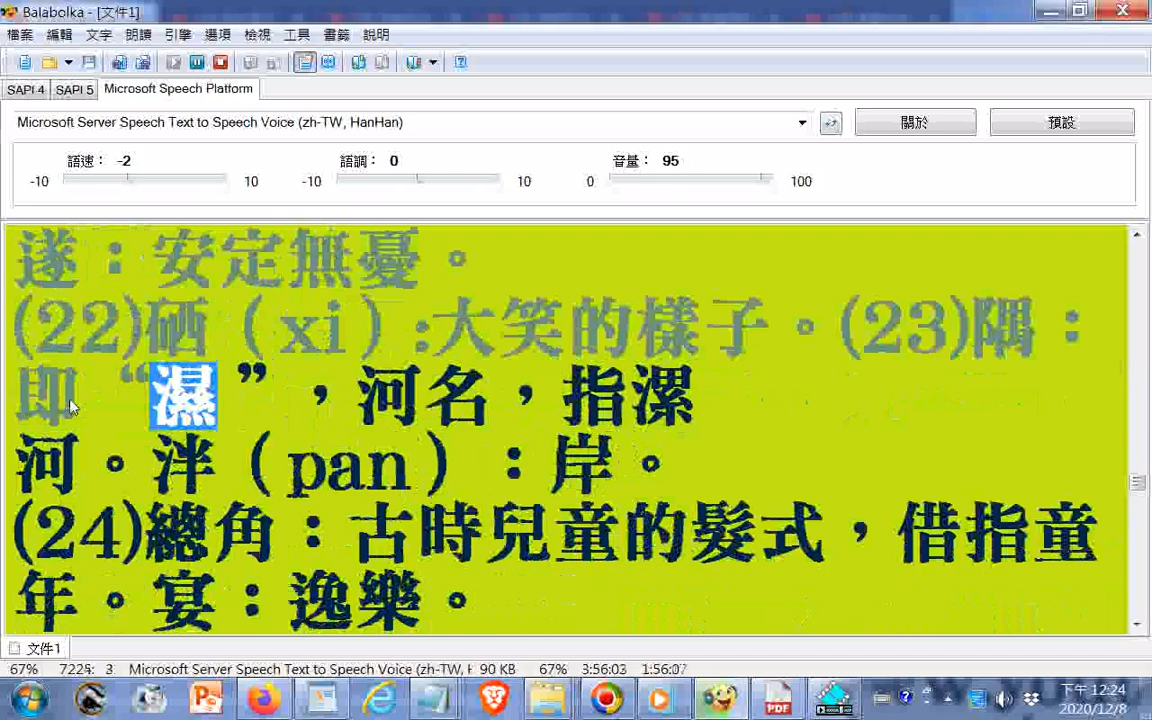 Balabolka - [文件1]
檔案 編輯 文字 朗讀 引擎 選項 檢視 工具 書籤 說明
SAPI 4 SAPI 5 Microsoft Speech Platform
Microsoft Server Speech Text to Speech Voice (zh-TW, HanHan) 關於 預設
語速： -2 語調： 0 音量： 95
-10 10 -10 10 0 100
遂：安定無憂。
(22)硒（xi）:大笑的樣子。(23)隰：
即“濕”，河名，指漯
河。泮（pan）：岸。
(24)總角：古時兒童的髮式，借指童
年。宴：逸樂。
文件1
67% 7225: 3 Microsoft Server Speech Text to Speech Voice (zh-TW, H 90 KB 67% 3:56:03 1:56:07
PDF 下午 12:24
2020/12/8